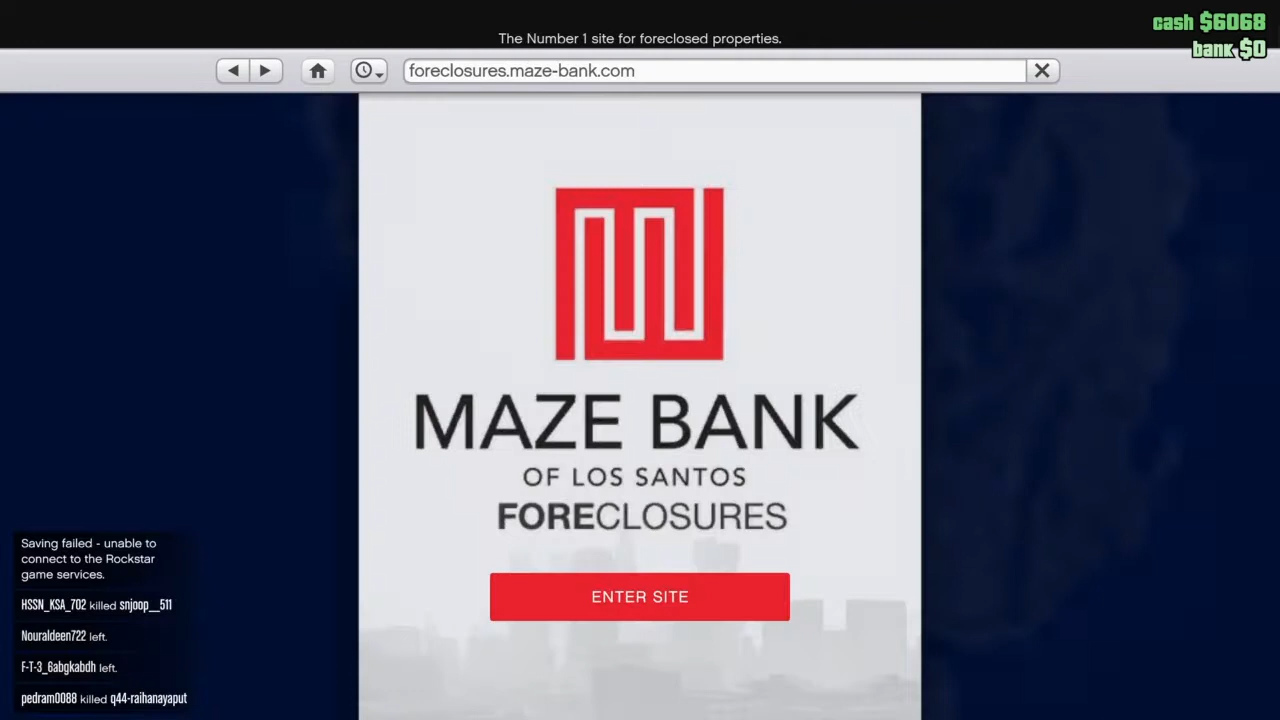 cash $6068
The Number 1 site for foreclosed properties.
bank $0
foreclosures.maze-bank.com
MAZE BANK
OF LOS SANTOS
FORECLOSURES
ENTER SITE
Saving failed - unable to
connect to the Rockstar
game services.
HSSN_KSA_702 killed snjoop__511
Nouraldeen722 left.
F-T-3_6abgkabdh left.
pedram0088 killed q44-raihanayaput